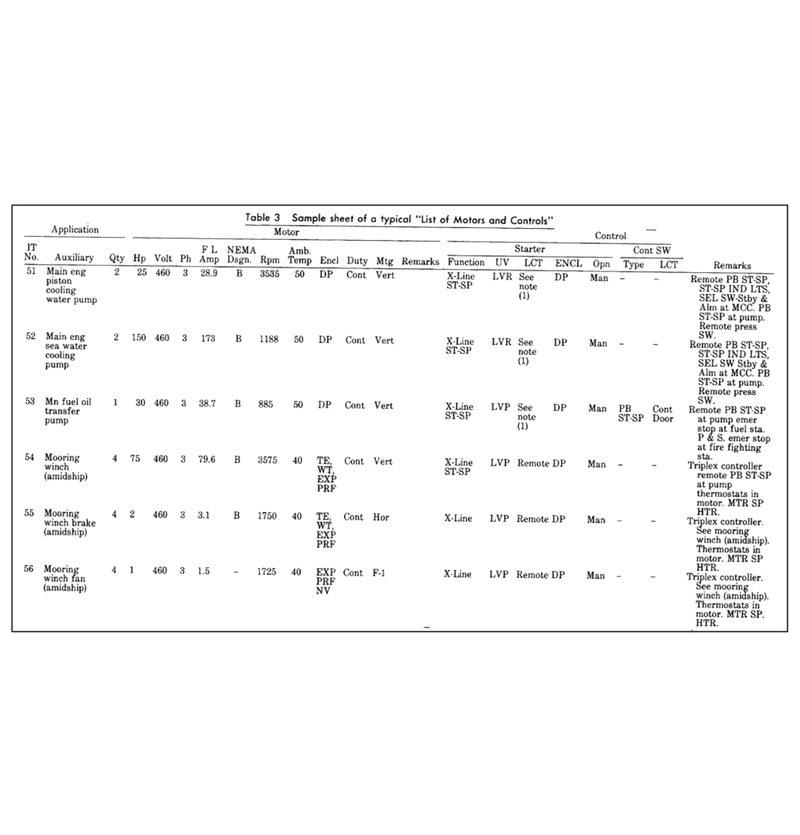 Table 3 Sample sheet of a typical "List of Motors and Controls"
Application Motor Control
Starter Cont SW
IT No. Auxiliary Qty Hp Volt Ph F L Amp NEMA Dsgn. Rpm Amb. Temp Encl Duty Mtg Remarks Function UV LCT ENCL Opn Type LCT Remarks
51 Main eng 2 25 460 3 28.9 B 3535 50 DP Cont Vert X-Line LVR See DP Man – – Remote PB ST-SP,
piston ST-SP note ST-SP IND LTS,
cooling (1) SEL SW-Stby &
water pump Alm at MCC. PB
ST-SP at pump.
Remote press
SW.
52 Main eng 2 150 460 3 173 B 1188 50 DP Cont Vert X-Line LVR See DP Man – – Remote PB ST-SP,
sea water ST-SP note ST-SP IND LTS,
cooling (1) SEL SW Stby &
pump Alm at MCC. PB
ST-SP at pump.
Remote press
SW.
53 Mn fuel oil 1 30 460 3 38.7 B 885 50 DP Cont Vert X-Line LVP See DP Man PB Cont Remote PB ST-SP
transfer ST-SP note ST-SP Door at pump emer
pump (1) stop at fuel sta.
P & S. emer stop
at fire fighting
sta.
54 Mooring 4 75 460 3 79.6 B 3575 40 TE, Cont Vert X-Line LVP Remote DP Man – – Triplex controller
winch WT, ST-SP remote PB ST-SP
(amidship) EXP at pump
PRF thermostats in
motor. MTR SP
HTR.
55 Mooring 4 2 460 3 3.1 B 1750 40 TE, Cont Hor X-Line LVP Remote DP Man – – Triplex controller.
winch brake WT, See mooring
(amidship) EXP winch (amidship).
PRF Thermostats in
motor. MTR SP
HTR.
56 Mooring 4 1 460 3 1.5 – 1725 40 EXP Cont F-1 X-Line LVP Remote DP Man – – Triplex controller.
winch fan PRF See mooring
(amidship) NV winch (amidship).
Thermostats in
motor. MTR SP.
HTR.